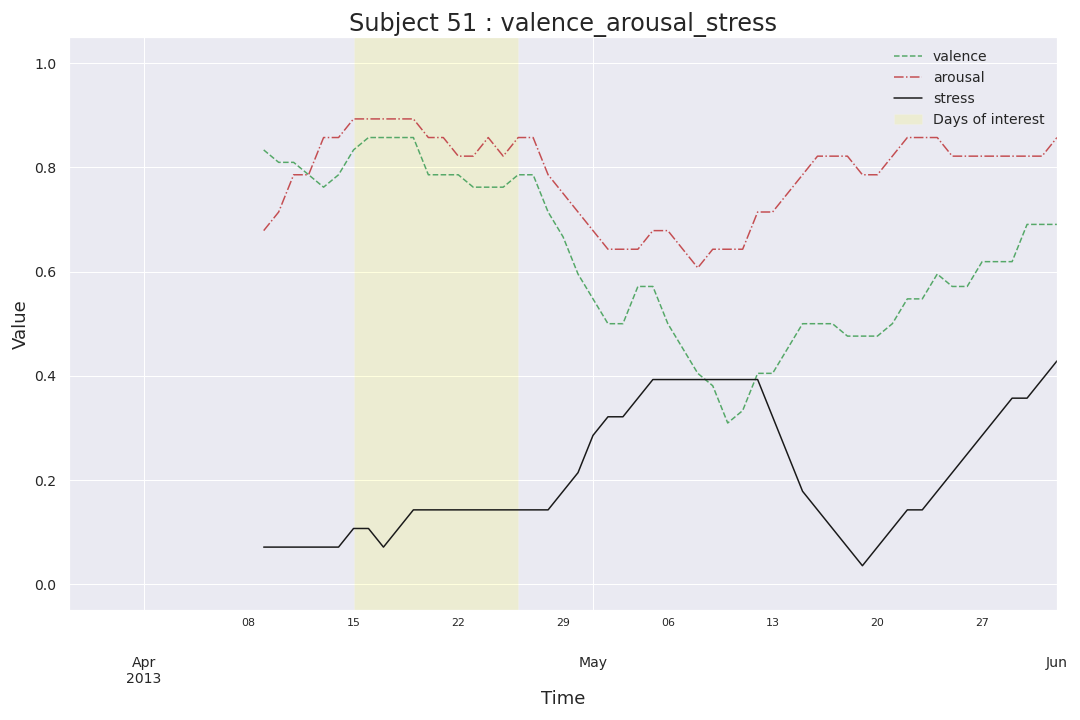 Subject 51 : valence_arousal_stress
valence
arousal
stress
Days of interest
1.0
0.8
0.6
0.4
0.2
0.0
Value
08 15 22 29 06 13 20 27
Apr May Jun
2013
Time